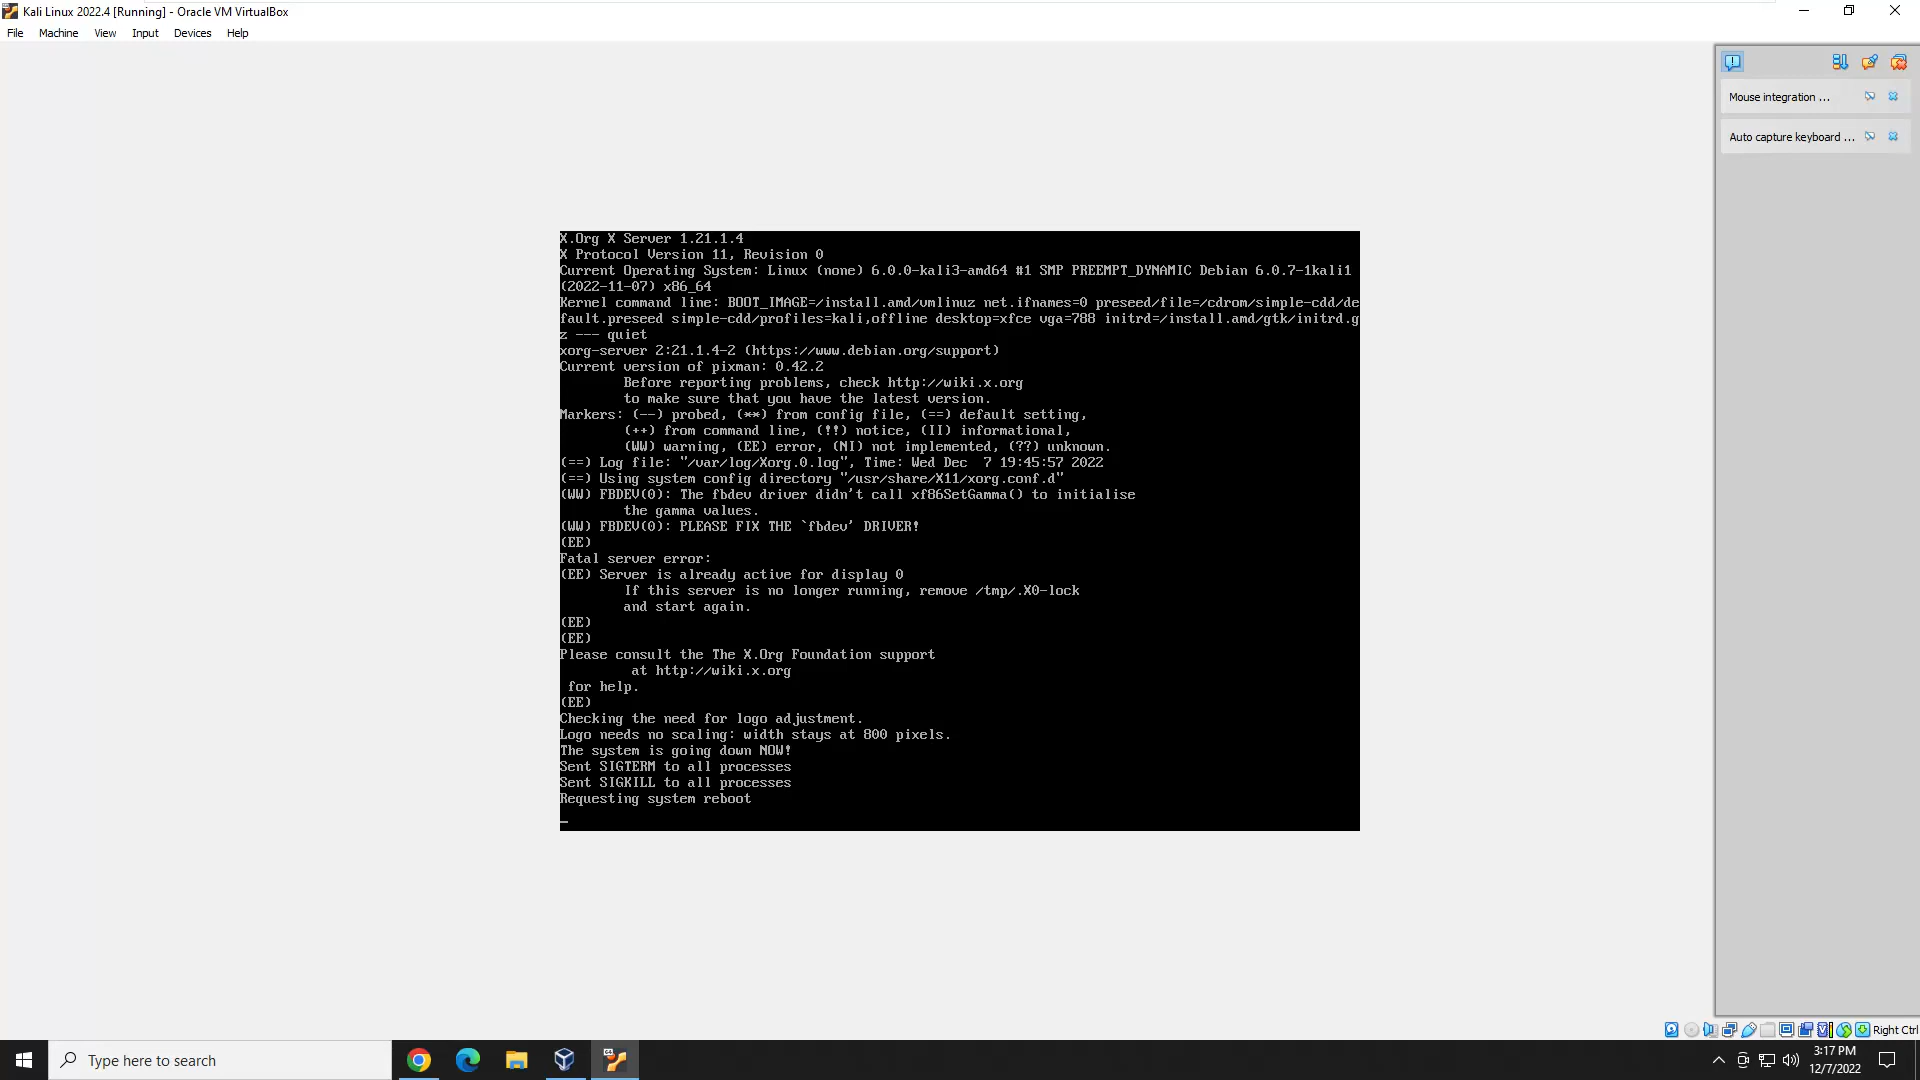 Kali Linux 2022.4 [Running] - Oracle VM VirtualBox
File Machine View Input Devices Help
Mouse integration ...
Auto capture keyboard ...
X.Org X Server 1.21.1.4
X Protocol Version 11, Revision 0
Current Operating System: Linux (none) 6.0.0-kali3-amd64 #1 SMP PREEMPT_DYNAMIC Debian 6.0.7-1kali1
(2022-11-07) x86_64
Kernel command line: BOOT_IMAGE=/install.amd/vmlinuz net.ifnames=0 preseed/file=/cdrom/simple-cdd/de
fault.preseed simple-cdd/profiles=kali,offline desktop=xfce vga=788 initrd=/install.amd/gtk/initrd.g
z --- quiet
xorg-server 2:21.1.4-2 (https://www.debian.org/support)
Current version of pixman: 0.42.2
Before reporting problems, check http://wiki.x.org
to make sure that you have the latest version.
Markers: (--) probed, (**) from config file, (==) default setting,
(++) from command line, (!!) notice, (II) informational,
(WW) warning, (EE) error, (NI) not implemented, (??) unknown.
(==) Log file: "/var/log/Xorg.0.log", Time: Wed Dec  7 19:45:57 2022
(==) Using system config directory "/usr/share/X11/xorg.conf.d"
(WW) FBDEV(0): The fbdev driver didn't call xf86SetGamma() to initialise
the gamma values.
(WW) FBDEV(0): PLEASE FIX THE `fbdev' DRIVER!
(EE)
Fatal server error:
(EE) Server is already active for display 0
If this server is no longer running, remove /tmp/.X0-lock
and start again.
(EE)
(EE)
Please consult the The X.Org Foundation support
at http://wiki.x.org
for help.
(EE)
Checking the need for logo adjustment.
Logo needs no scaling: width stays at 800 pixels.
The system is going down NOW!
Sent SIGTERM to all processes
Sent SIGKILL to all processes
Requesting system reboot
_
Right Ctrl
Type here to search
3:17 PM
12/7/2022